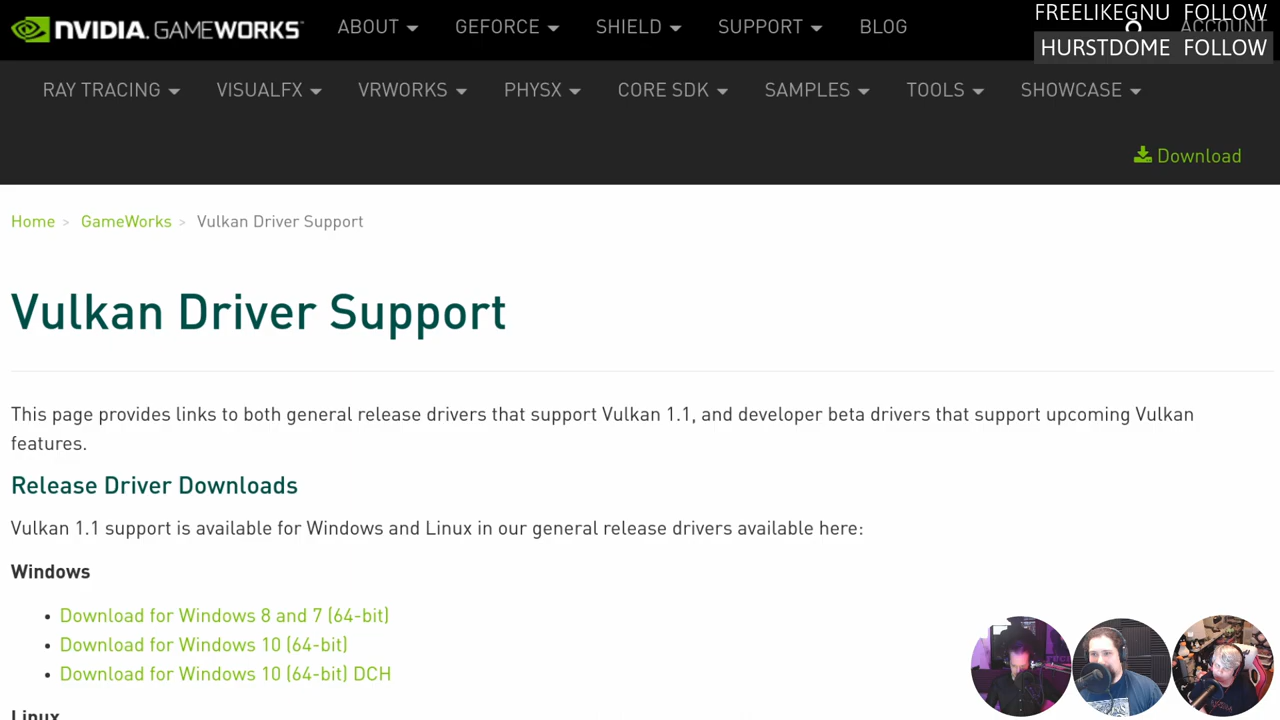 NVIDIA. GAMEWORKS
ABOUT
GEFORCE
SHIELD
SUPPORT
BLOG
ACCOUNT
FREELIKEGNU FOLLOW
HURSTDOME FOLLOW
RAY TRACING
VISUALFX
VRWORKS
PHYSX
CORE SDK
SAMPLES
TOOLS
SHOWCASE
Download
Home > GameWorks > Vulkan Driver Support
Vulkan Driver Support
This page provides links to both general release drivers that support Vulkan 1.1, and developer beta drivers that support upcoming Vulkan
features.
Release Driver Downloads
Vulkan 1.1 support is available for Windows and Linux in our general release drivers available here:
Windows
• Download for Windows 8 and 7 (64-bit)
• Download for Windows 10 (64-bit)
• Download for Windows 10 (64-bit) DCH
Linux